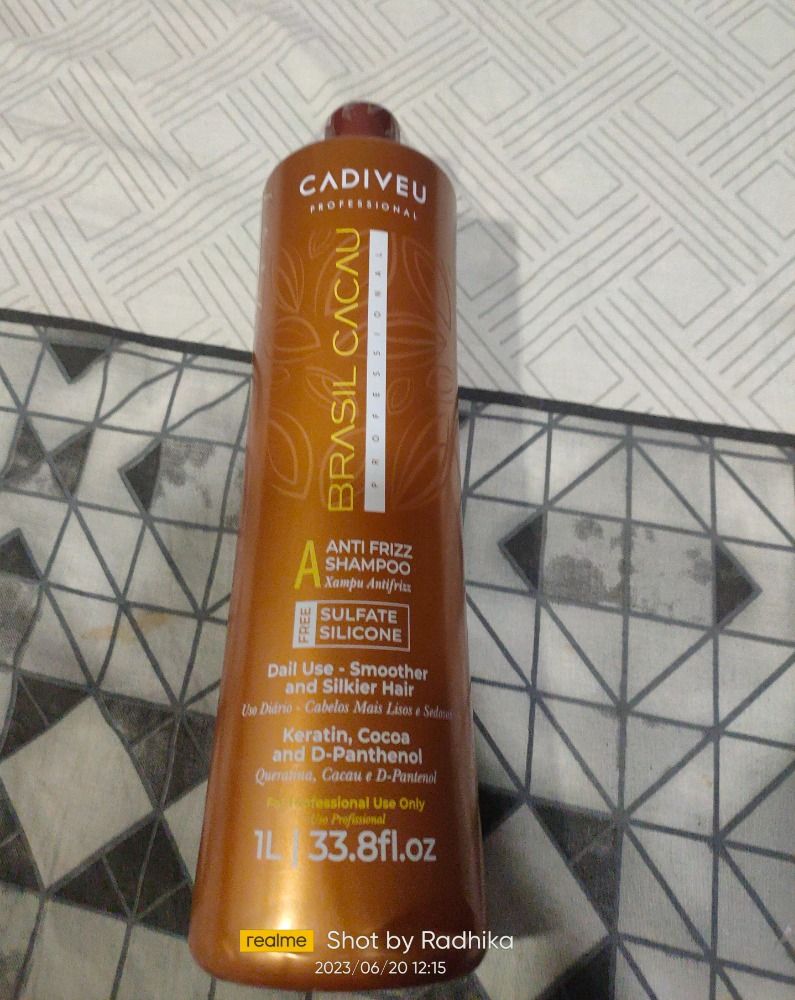 CADIVEU
PROFESSIONAL
BRASIL CACAU
PROFESSIONAL
A ANTI FRIZZ
SHAMPOO
Xampu Antifrizz
FREE
SULFATE
SILICONE
Dail Use - Smoother
and Silkier Hair
Uso Diário - Cabelos Mais Lisos e Sedosos
Keratin, Cocoa
and D-Panthenol
Queratina, Cacau e D-Pantenol
For Professional Use Only
Uso Profissional
1L | 33.8fl.oz
realme Shot by Radhika
2023/06/20 12:15